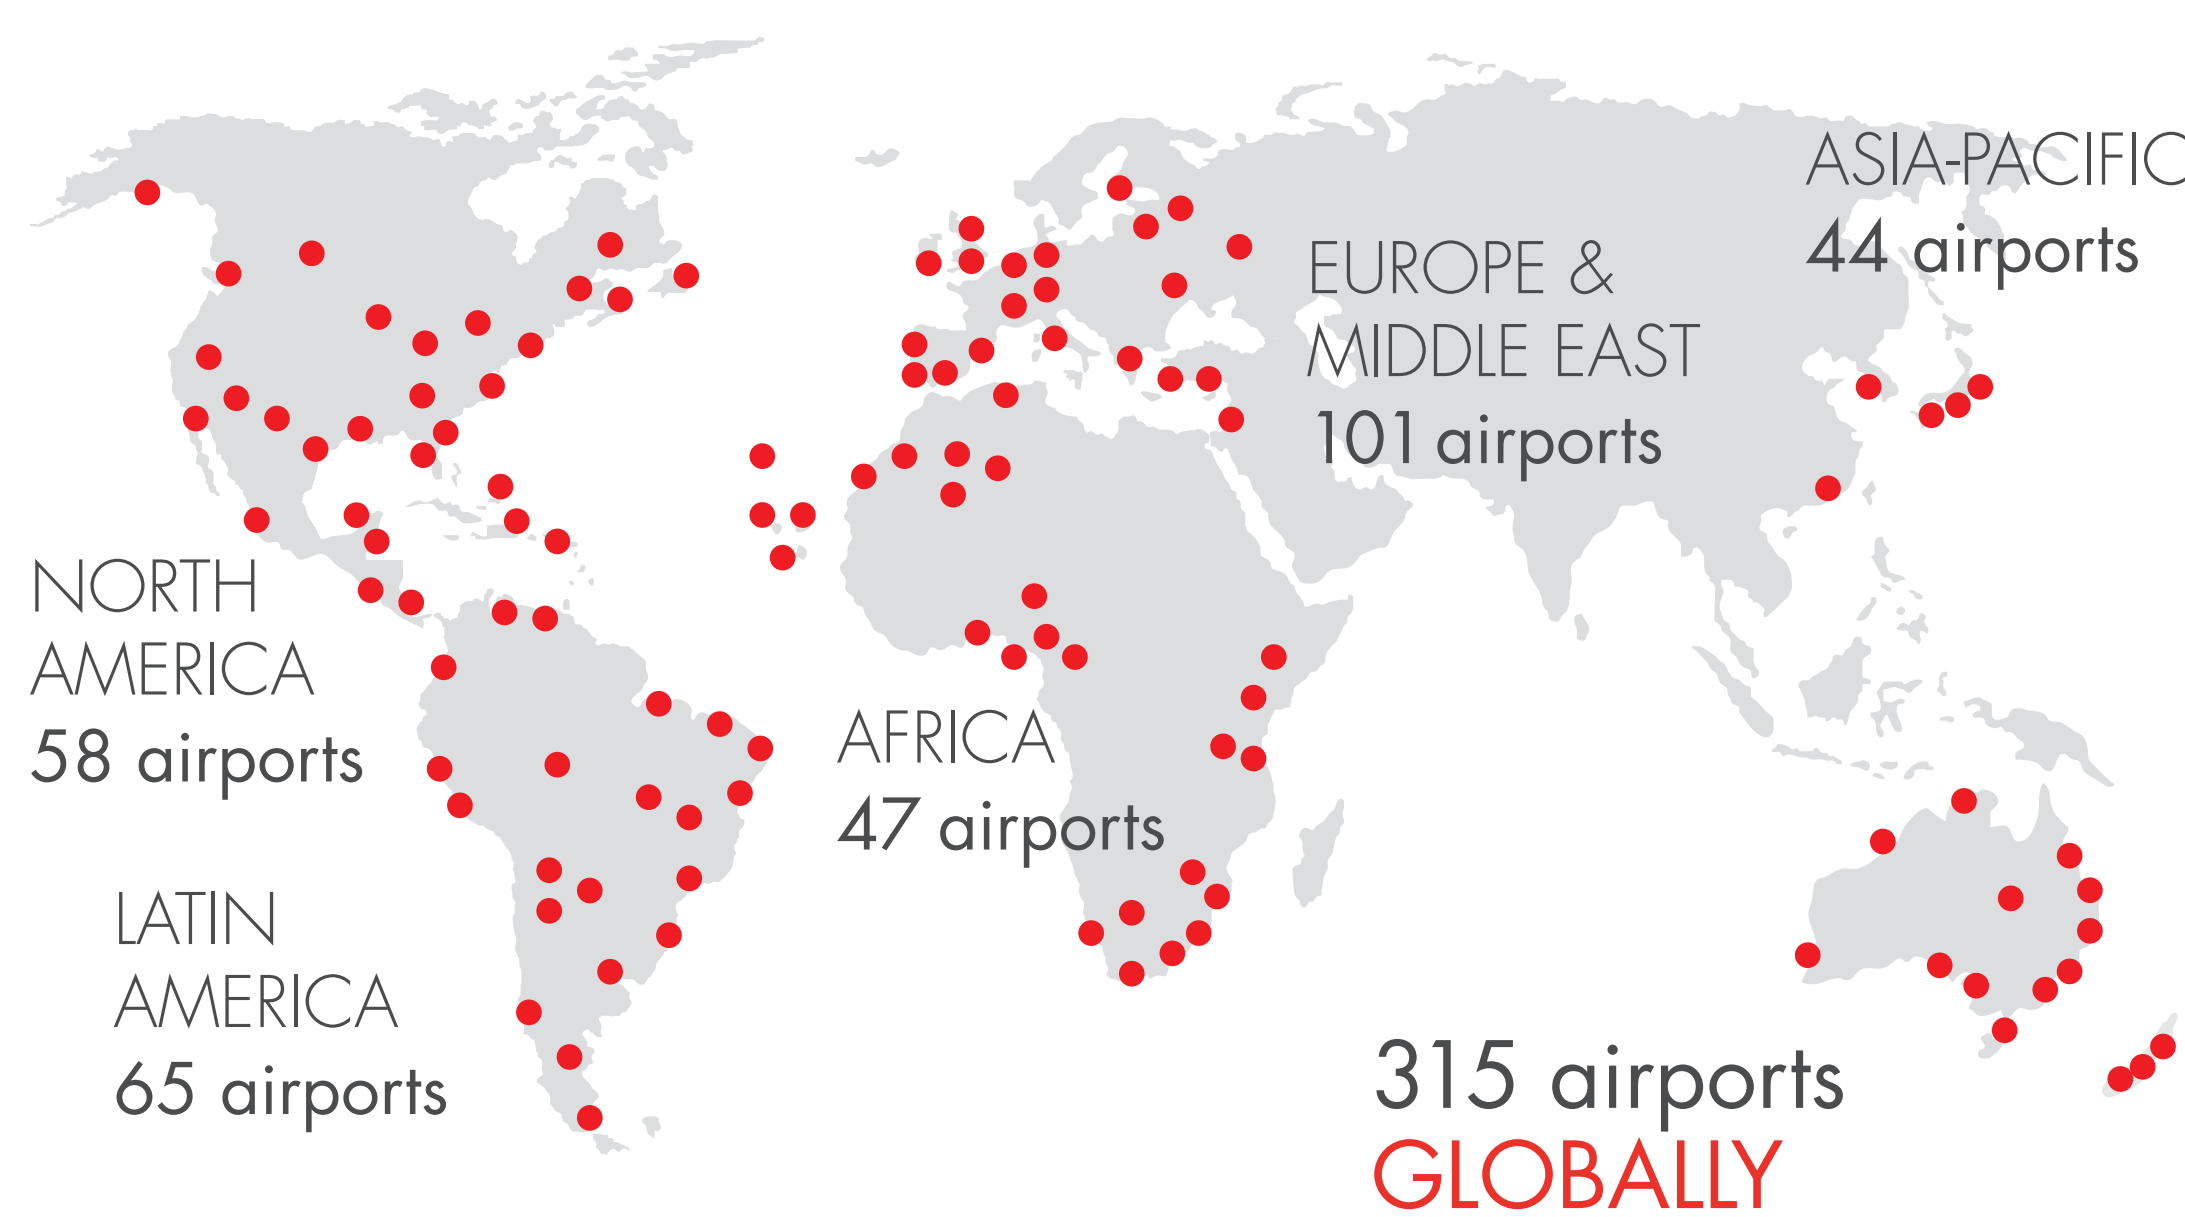 ASIA-PACIFIC
44 airports
EUROPE &
MIDDLE EAST
101 airports
NORTH
AMERICA
58 airports
AFRICA
47 airports
LATIN
AMERICA
65 airports
315 airports
GLOBALLY